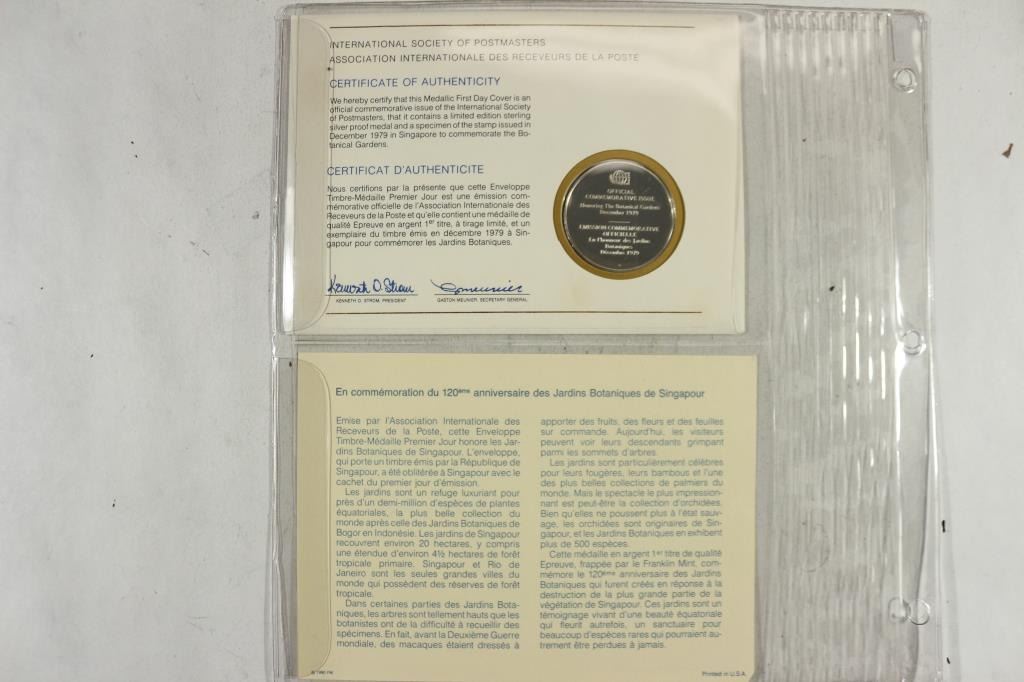 INTERNATIONAL SOCIETY OF POSTMASTERS
ASSOCIATION INTERNATIONALE DES RECEVEURS DE LA POSTE
CERTIFICATE OF AUTHENTICITY
We hereby certify that this Medallic First Day Cover is an
official commemorative issue of the International Society
of Postmasters, that it contains a limited edition sterling
silver proof medal and a specimen of the stamp issued in
December 1979 in Singapore to commemorate the Bo-
tanical Gardens.
CERTIFICAT D'AUTHENTICITE
Nous certifions par la présente que cette Enveloppe
Timbre-Médaille Premier Jour est une émission com-
mémorative officielle de l'Association Internationale des
Receveurs de la Poste et qu'elle contient une médaille de
qualité Epreuve en argent 1er titre, à tirage limité, et un
exemplaire du timbre émis en décembre 1979 à Sin-
gapour pour commémorer les Jardins Botaniques.
Kenneth O. Strom
Gmeunier
KENNETH O. STROM, PRESIDENT
GASTON MEUNIER, SECRETARY GENERAL
OFFICIAL
COMMEMORATIVE ISSUE
Honoring The Botanical Gardens
December 1979
EMISSION COMMEMORATIVE
OFFICIELLE
En l'honneur des Jardins
Botaniques
Décembre 1979
En commémoration du 120ème anniversaire des Jardins Botaniques de Singapour
Emise par l'Association Internationale des
Receveurs de la Poste, cette Enveloppe
Timbre-Médaille Premier Jour honore les Jar-
dins Botaniques de Singapour. L'enveloppe,
qui porte un timbre émis par la République de
Singapour, a été oblitérée à Singapour avec le
cachet du premier jour d'émission.
Les jardins sont un refuge luxuriant pour
près d'un demi-million d'espèces de plantes
équatoriales, la plus belle collection du
monde après celle des Jardins Botaniques de
Bogor en Indonésie. Les jardins de Singapour
recouvrent environ 20 hectares, y compris
une étendue d'environ 4½ hectares de forêt
tropicale primaire. Singapour et Rio de
Janeiro sont les seules grandes villes du
monde qui possèdent des réserves de forêt
tropicale.
Dans certaines parties des Jardins Bota-
niques, les arbres sont tellement hauts que les
botanistes ont de la difficulté à recueillir des
spécimens. En fait, avant la Deuxième Guerre
mondiale, des macaques étaient dressés à
apporter des fruits, des fleurs et des feuilles
sur commande. Aujourd'hui, les visiteurs
peuvent voir leurs descendants grimpant
parmi les sommets d'arbres.
Les jardins sont particulièrement célèbres
pour leurs fougères, leurs bambous et l'une
des plus belles collections de palmiers du
monde. Mais le spectacle le plus impression-
nant est peut-être la collection d'orchidées.
Bien qu'elles ne poussent plus à l'état sauv-
age, les orchidées sont originaires de Sin-
gapour, et les Jardins Botaniques en exhibent
plus de 500 espèces.
Cette médaille en argent 1er titre de qualité
Epreuve, frappée par le Franklin Mint, com-
mémore le 120ème anniversaire des Jardins
Botaniques qui furent créés en réponse à la
destruction de la plus grande partie de la
végétation de Singapour. Ces jardins sont un
témoignage vivant d'une beauté équatoriale
qui fleurit autrefois, un sanctuaire pour
beaucoup d'espèces rares qui pourraient au-
trement être perdues à jamais.
© 1980 FM
Printed in U.S.A.